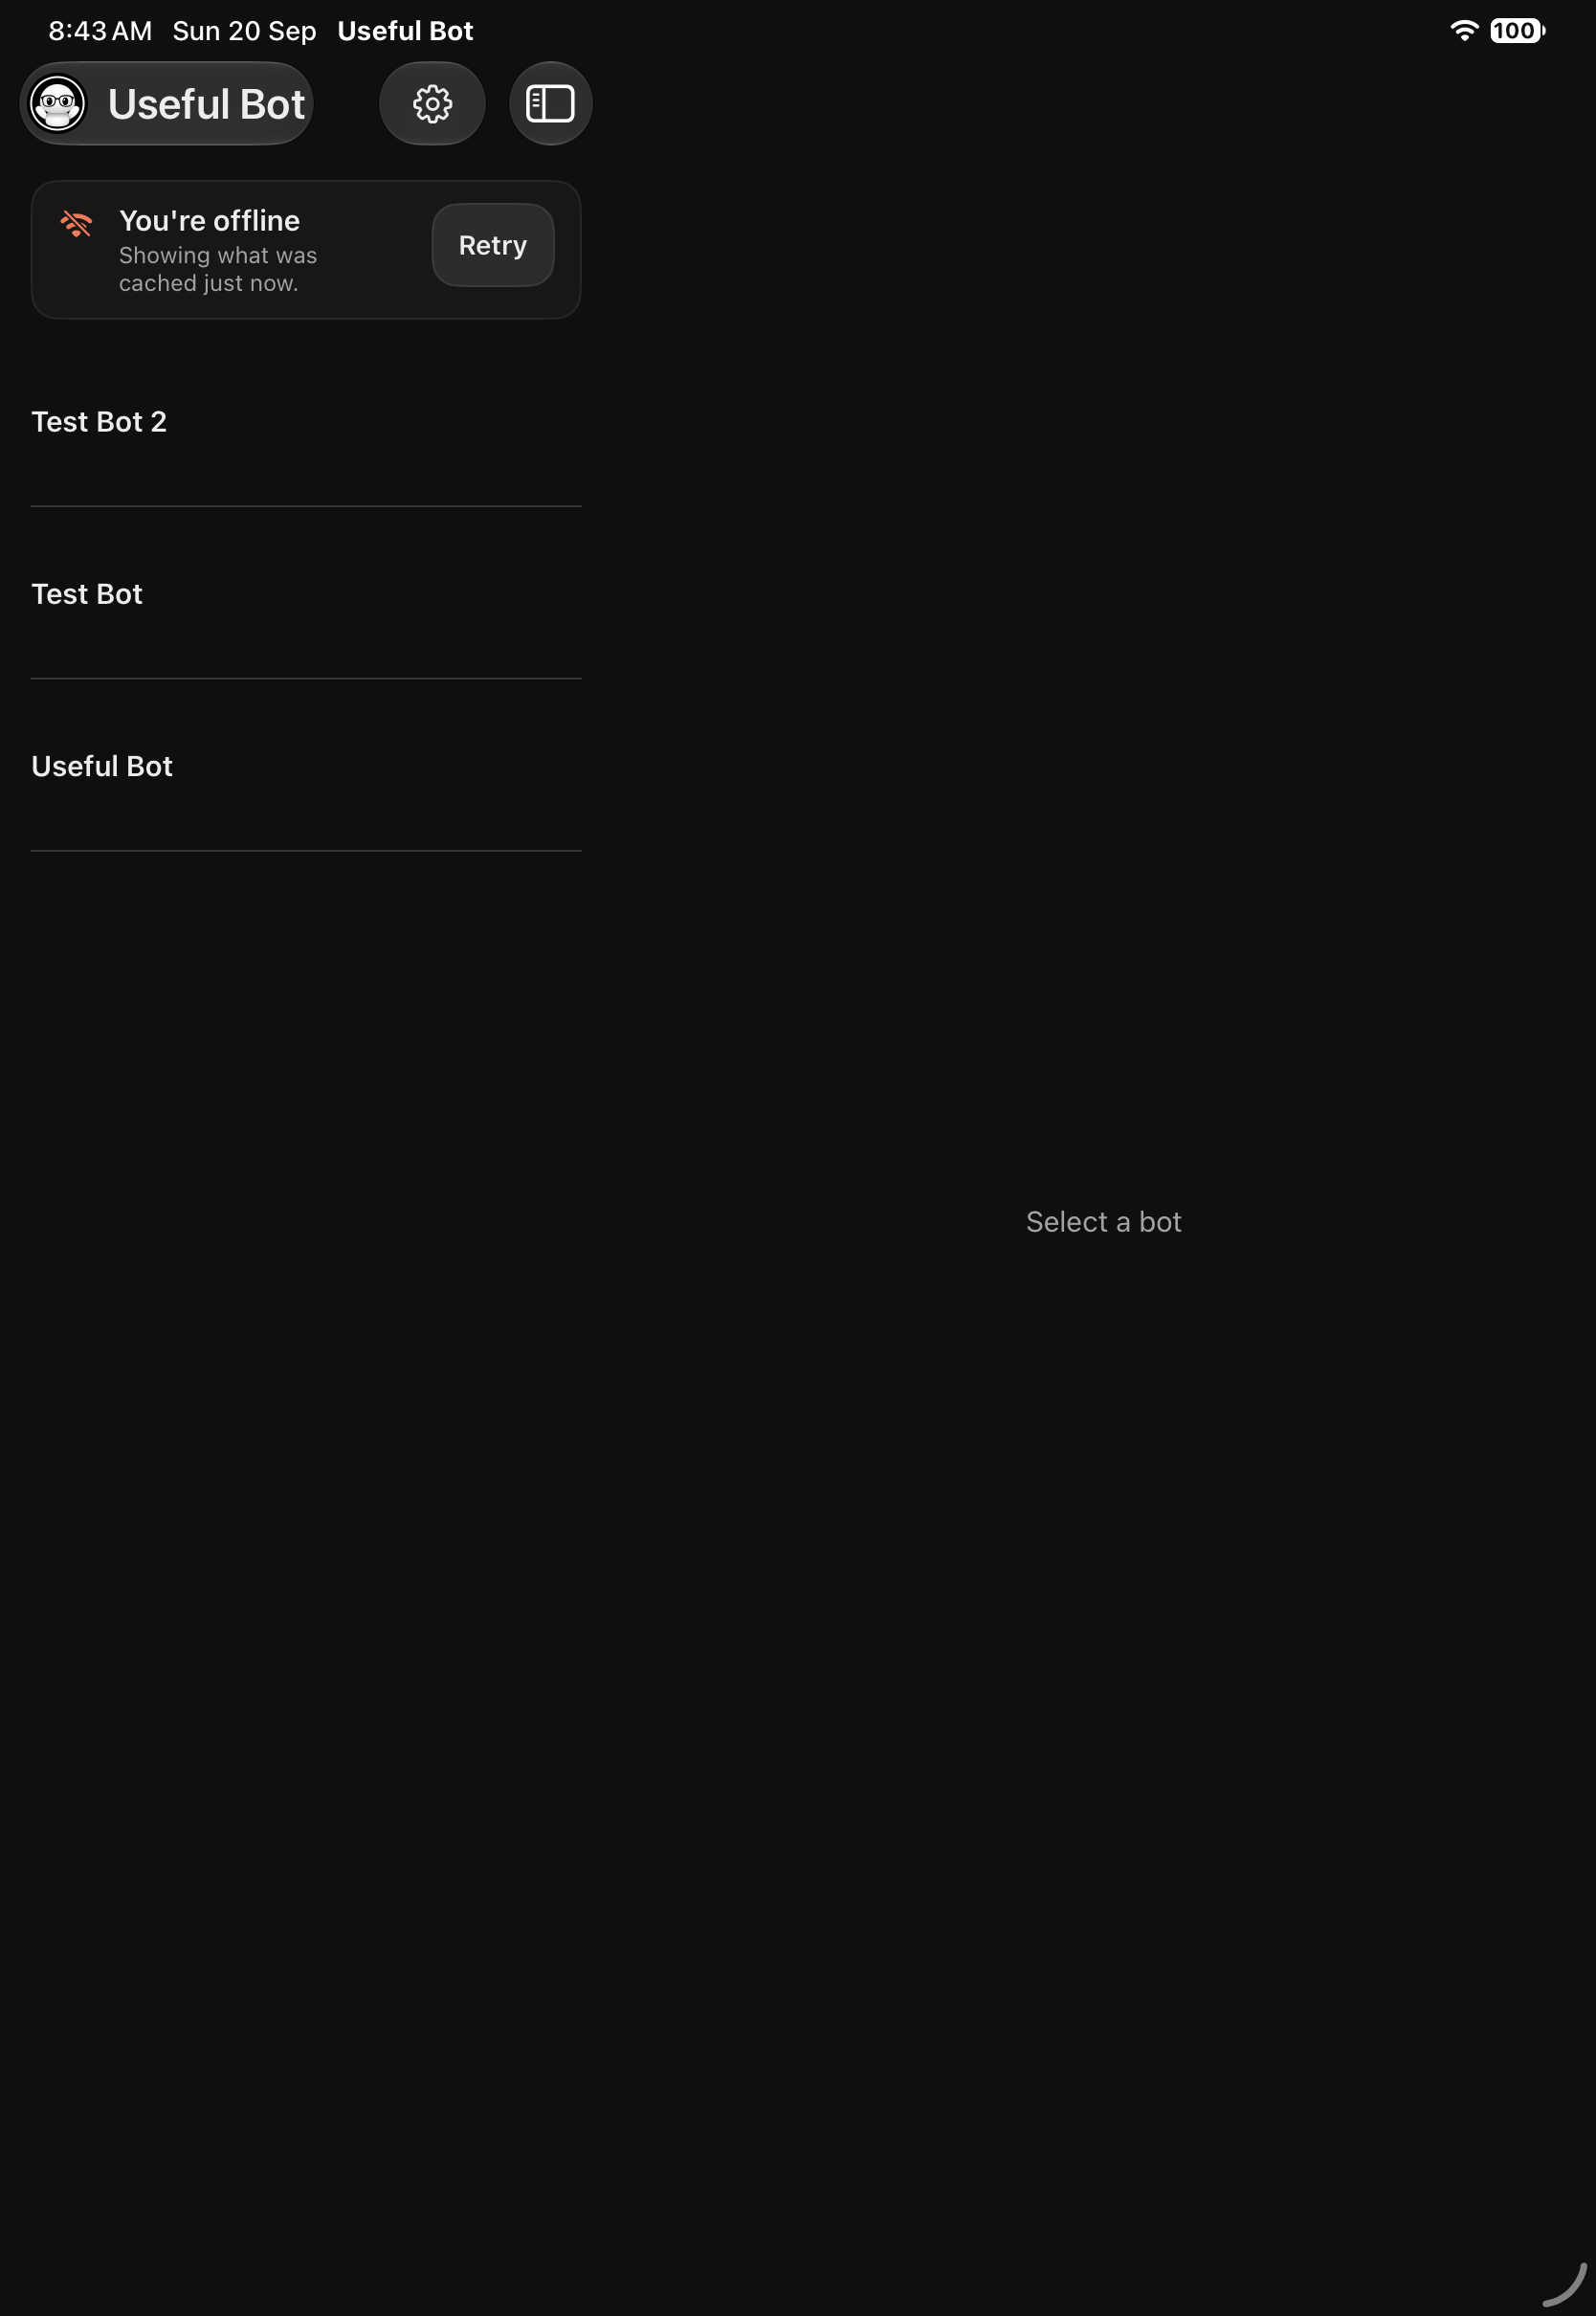 8:43 AM Sun 20 Sep Useful Bot
100
Useful Bot
You're offline
Showing what was
cached just now.
Retry
Test Bot 2
Test Bot
Useful Bot
Select a bot